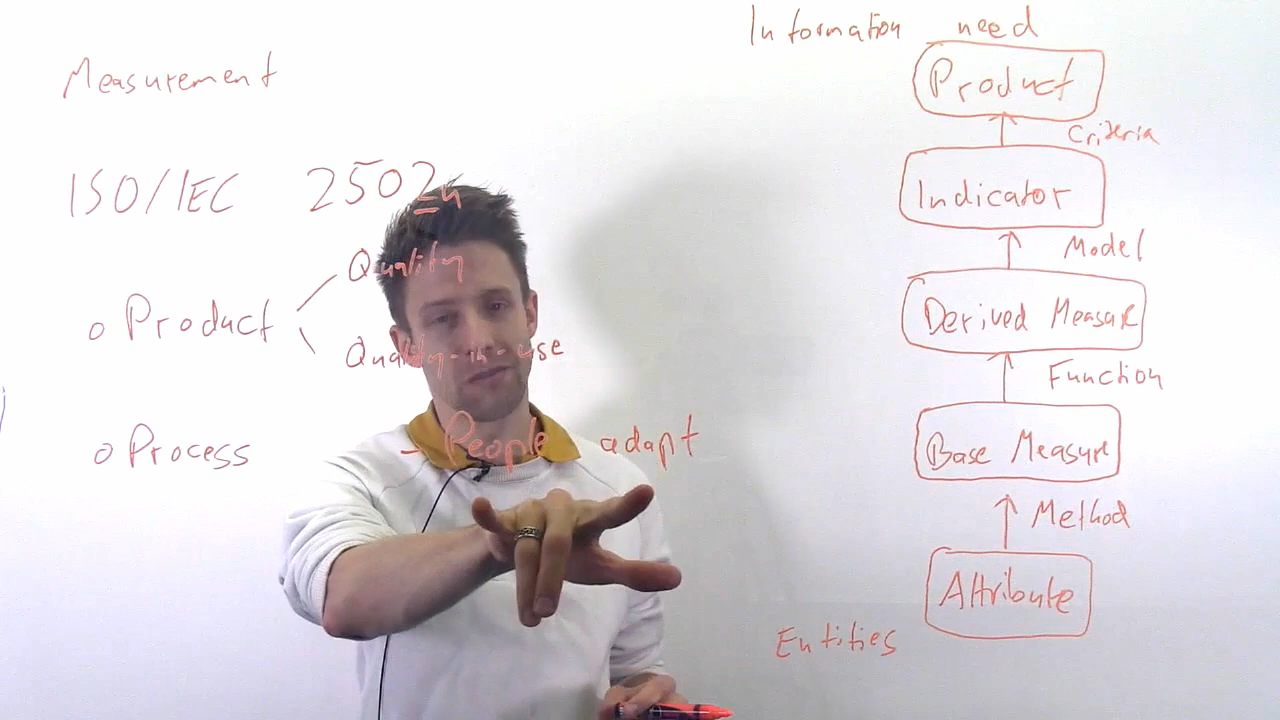 Measurement
ISO/IEC 2502n
o Product
Quality
Quality-in-use
o Process
- People adapt
Information need
Product
Criteria
Indicator
Model
Derived Measure
Function
Base Measure
Method
Attribute
Entities